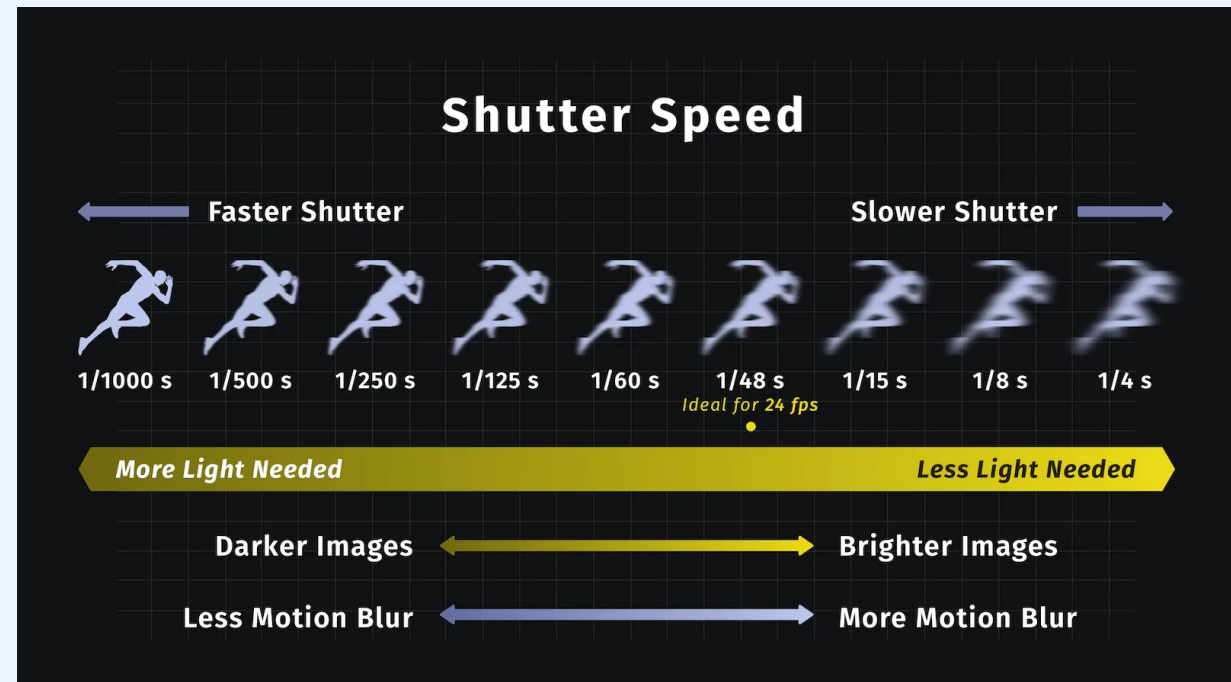 Shutter Speed
Faster Shutter
Slower Shutter
1/1000 s
1/500 s
1/250 s
1/125 s
1/60 s
1/48 s
1/15 s
1/8 s
1/4 s
Ideal for 24 fps
More Light Needed
Less Light Needed
Darker Images
Brighter Images
Less Motion Blur
More Motion Blur